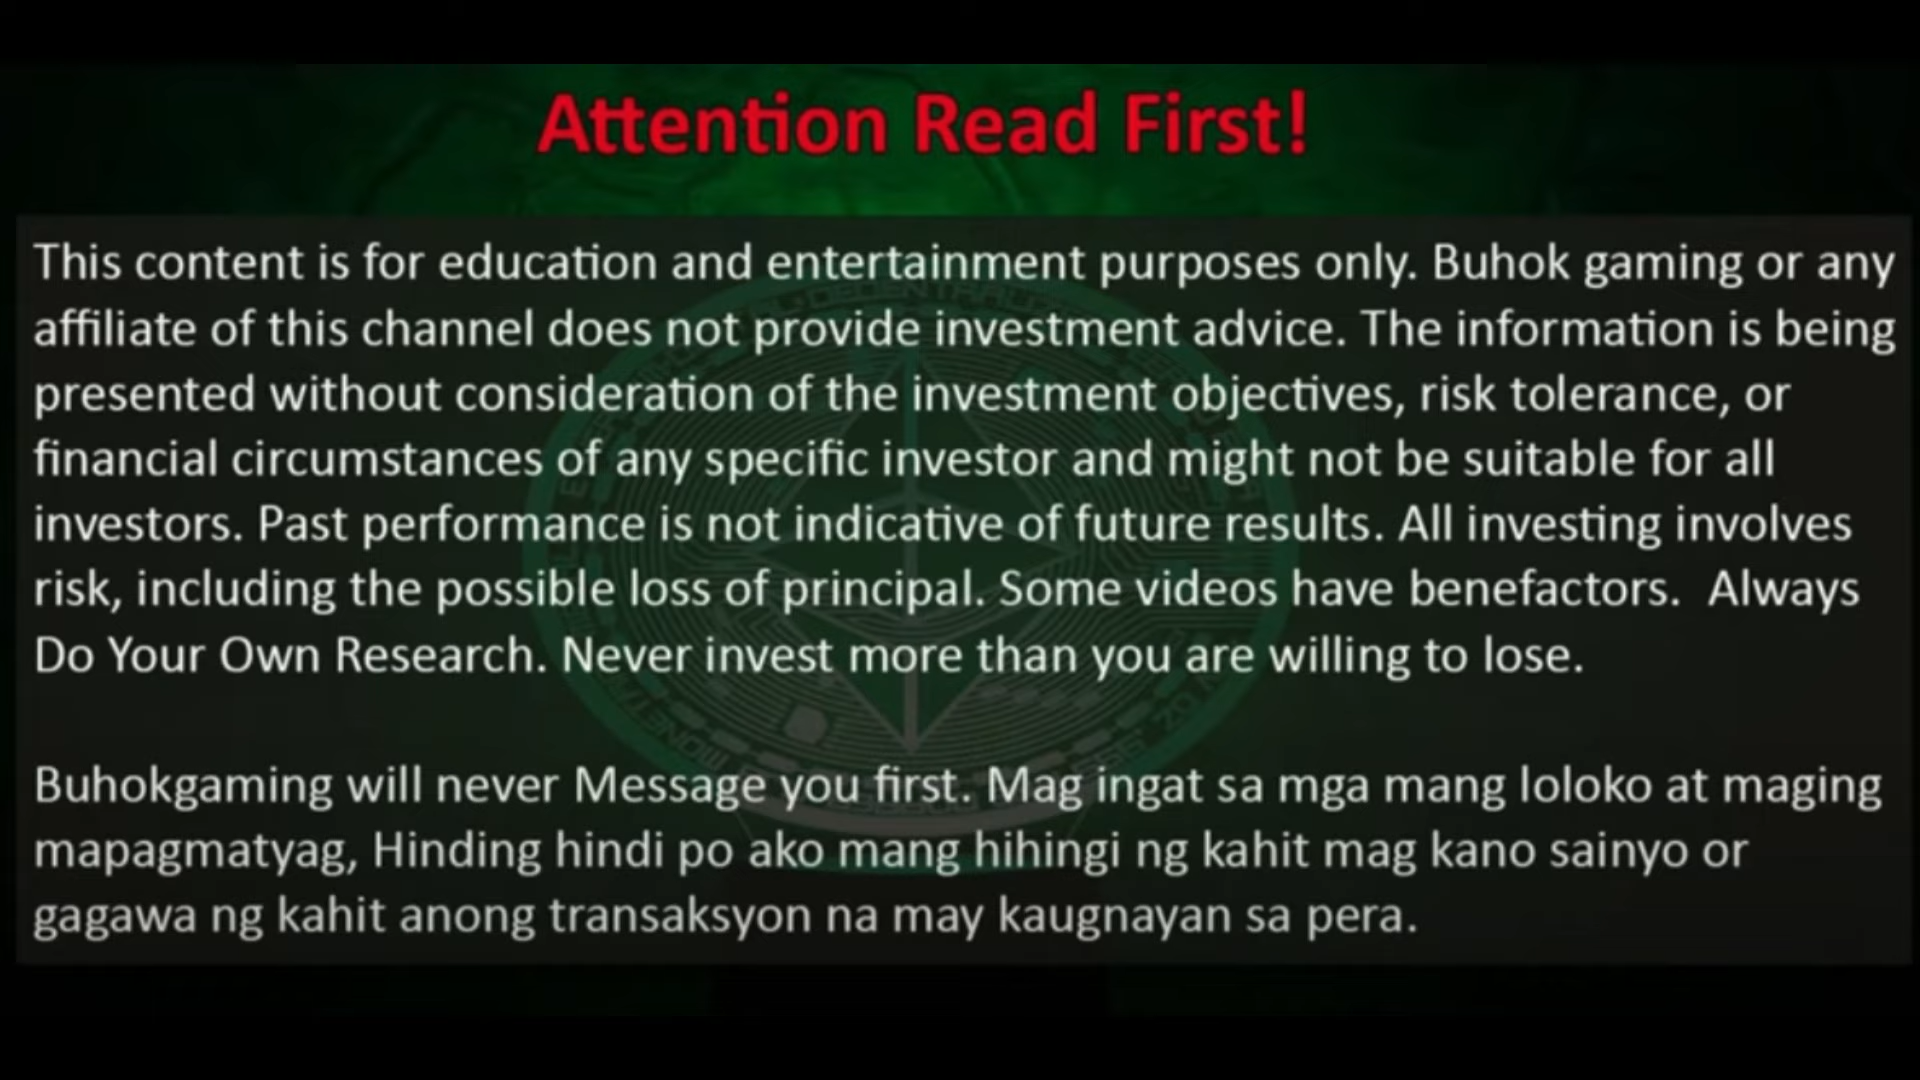 Attention Read First!
This content is for education and entertainment purposes only. Buhok gaming or any
affiliate of this channel does not provide investment advice. The information is being
presented without consideration of the investment objectives, risk tolerance, or
financial circumstances of any specific investor and might not be suitable for all
investors. Past performance is not indicative of future results. All investing involves
risk, including the possible loss of principal. Some videos have benefactors.  Always
Do Your Own Research. Never invest more than you are willing to lose.
Buhokgaming will never Message you first. Mag ingat sa mga mang loloko at maging
mapagmatyag, Hinding hindi po ako mang hihingi ng kahit mag kano sainyo or
gagawa ng kahit anong transaksyon na may kaugnayan sa pera.